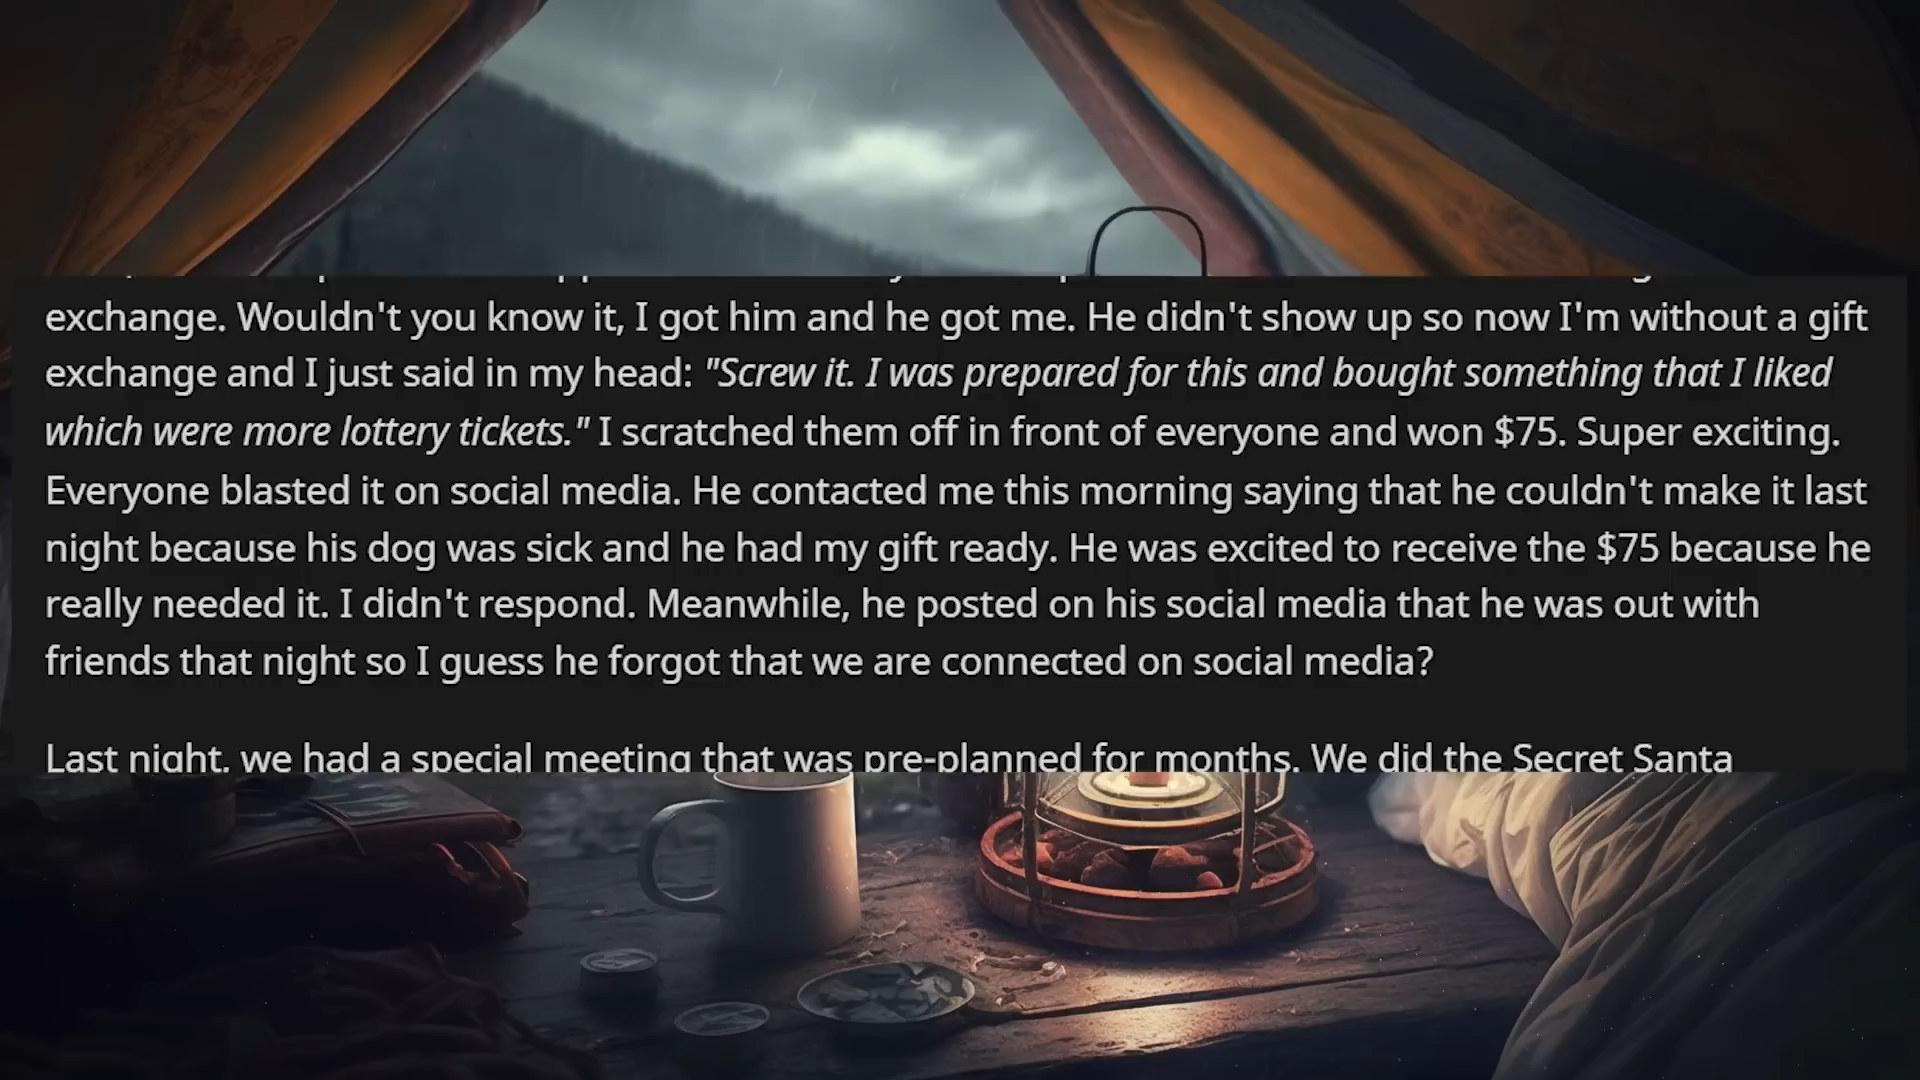 exchange. Wouldn't you know it, I got him and he got me. He didn't show up so now I'm without a gift
exchange and I just said in my head: "Screw it. I was prepared for this and bought something that I liked
which were more lottery tickets." I scratched them off in front of everyone and won $75. Super exciting.
Everyone blasted it on social media. He contacted me this morning saying that he couldn't make it last
night because his dog was sick and he had my gift ready. He was excited to receive the $75 because he
really needed it. I didn't respond. Meanwhile, he posted on his social media that he was out with
friends that night so I guess he forgot that we are connected on social media?
Last night, we had a special meeting that was pre-planned for months. We did the Secret Santa